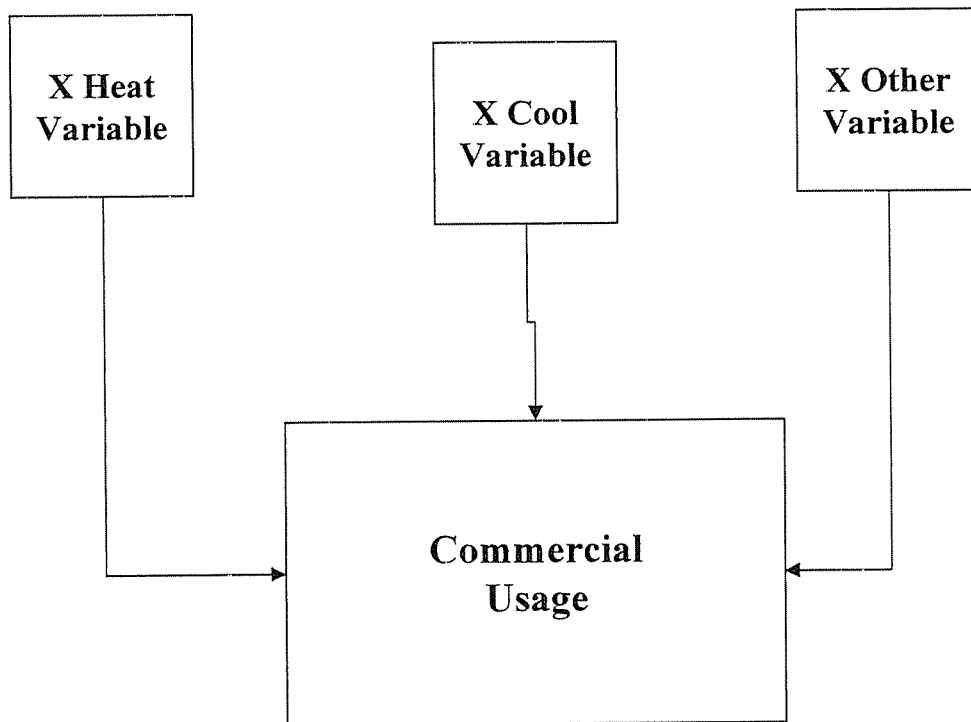 X Heat
Variable
X Cool
Variable
X Other
Variable
Commercial
Usage